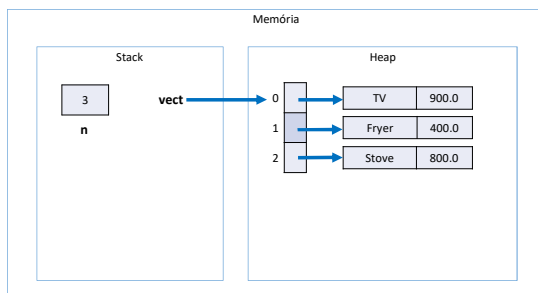 Memória
Stack
Heap
3
n
vect
0
TV 900.0
1
Fryer 400.0
2
Stove 800.0